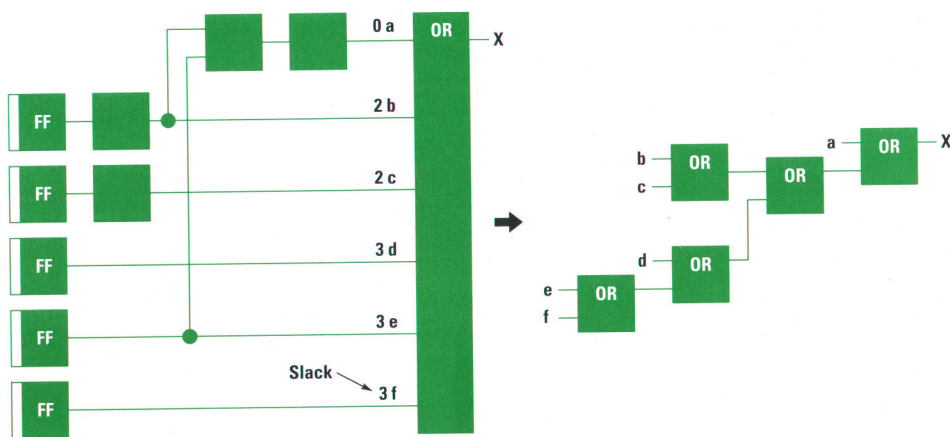 0 a
OR
X
FF
2 b
FF
2 c
FF
3 d
FF
3 e
Slack
FF
3 f
a
OR
X
b
OR
c
OR
d
OR
e
OR
f